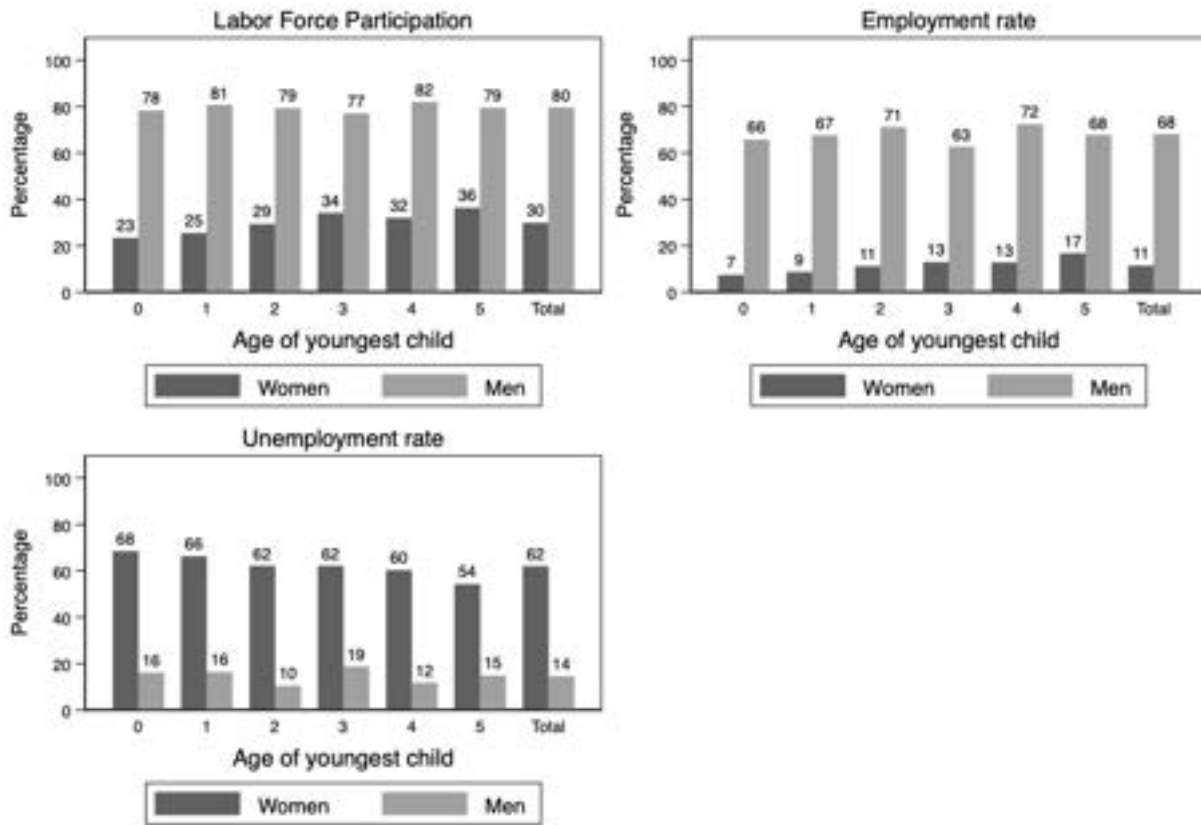 Labor Force Participation
Percentage
100
80
60
40
20
0
23 78
25 81
29 79
34 77
32 82
36 79
30 80
0 1 2 3 4 5 Total
Age of youngest child
Women Men
Employment rate
Percentage
100
80
60
40
20
0
7 66
9 67
11 71
13 63
13 72
17 68
11 68
0 1 2 3 4 5 Total
Age of youngest child
Women Men
Unemployment rate
Percentage
100
80
60
40
20
0
68 16
66 16
62 10
62 19
60 12
54 15
62 14
0 1 2 3 4 5 Total
Age of youngest child
Women Men